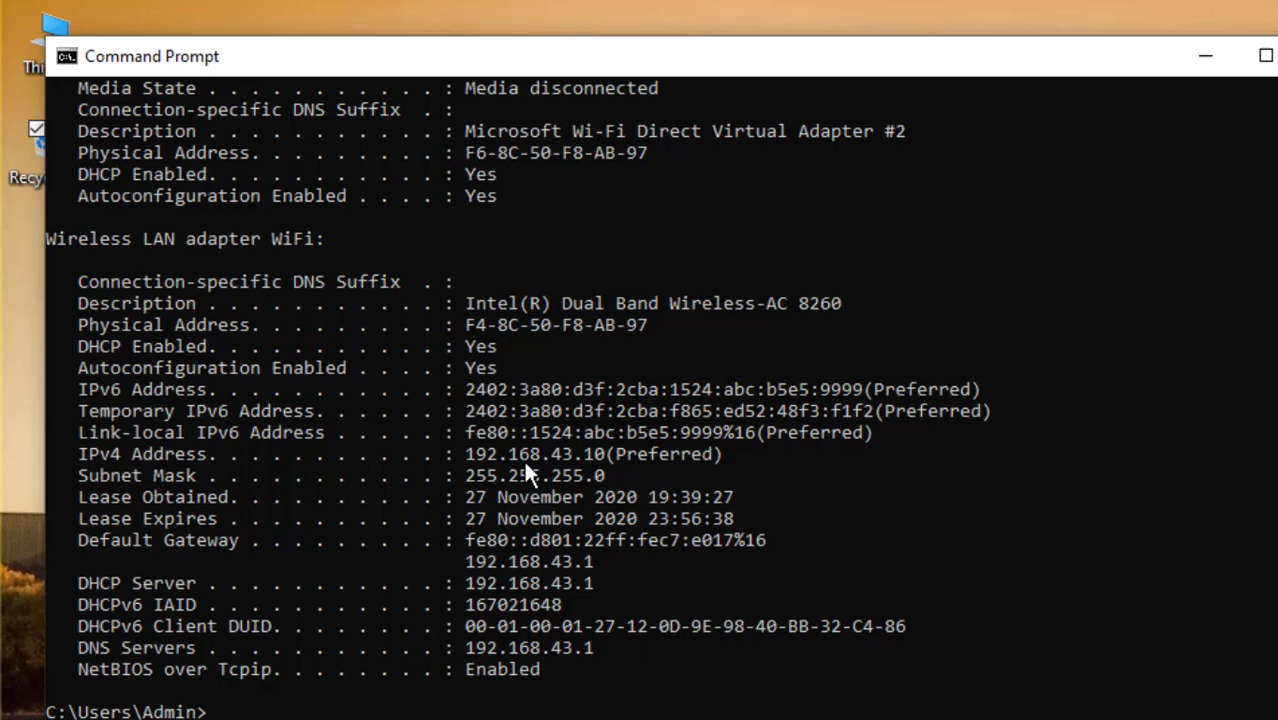 Thi
Command Prompt
Recy
Media State . . . . . . . . . . . : Media disconnected
Connection-specific DNS Suffix  . :
Description . . . . . . . . . . . : Microsoft Wi-Fi Direct Virtual Adapter #2
Physical Address. . . . . . . . . : F6-8C-50-F8-AB-97
DHCP Enabled. . . . . . . . . . . : Yes
Autoconfiguration Enabled . . . . : Yes
Wireless LAN adapter WiFi:
Connection-specific DNS Suffix  . :
Description . . . . . . . . . . . : Intel(R) Dual Band Wireless-AC 8260
Physical Address. . . . . . . . . : F4-8C-50-F8-AB-97
DHCP Enabled. . . . . . . . . . . : Yes
Autoconfiguration Enabled . . . . : Yes
IPv6 Address. . . . . . . . . . . : 2402:3a80:d3f:2cba:1524:abc:b5e5:9999(Preferred)
Temporary IPv6 Address. . . . . . : 2402:3a80:d3f:2cba:f865:ed52:48f3:f1f2(Preferred)
Link-local IPv6 Address . . . . . : fe80::1524:abc:b5e5:9999%16(Preferred)
IPv4 Address. . . . . . . . . . . : 192.168.43.10(Preferred)
Subnet Mask . . . . . . . . . . . : 255.255.255.0
Lease Obtained. . . . . . . . . . : 27 November 2020 19:39:27
Lease Expires . . . . . . . . . . : 27 November 2020 23:56:38
Default Gateway . . . . . . . . . : fe80::d801:22ff:fec7:e017%16
192.168.43.1
DHCP Server . . . . . . . . . . . : 192.168.43.1
DHCPv6 IAID . . . . . . . . . . . : 167021648
DHCPv6 Client DUID. . . . . . . . : 00-01-00-01-27-12-0D-9E-98-40-BB-32-C4-86
DNS Servers . . . . . . . . . . . : 192.168.43.1
NetBIOS over Tcpip. . . . . . . . : Enabled
C:\Users\Admin>